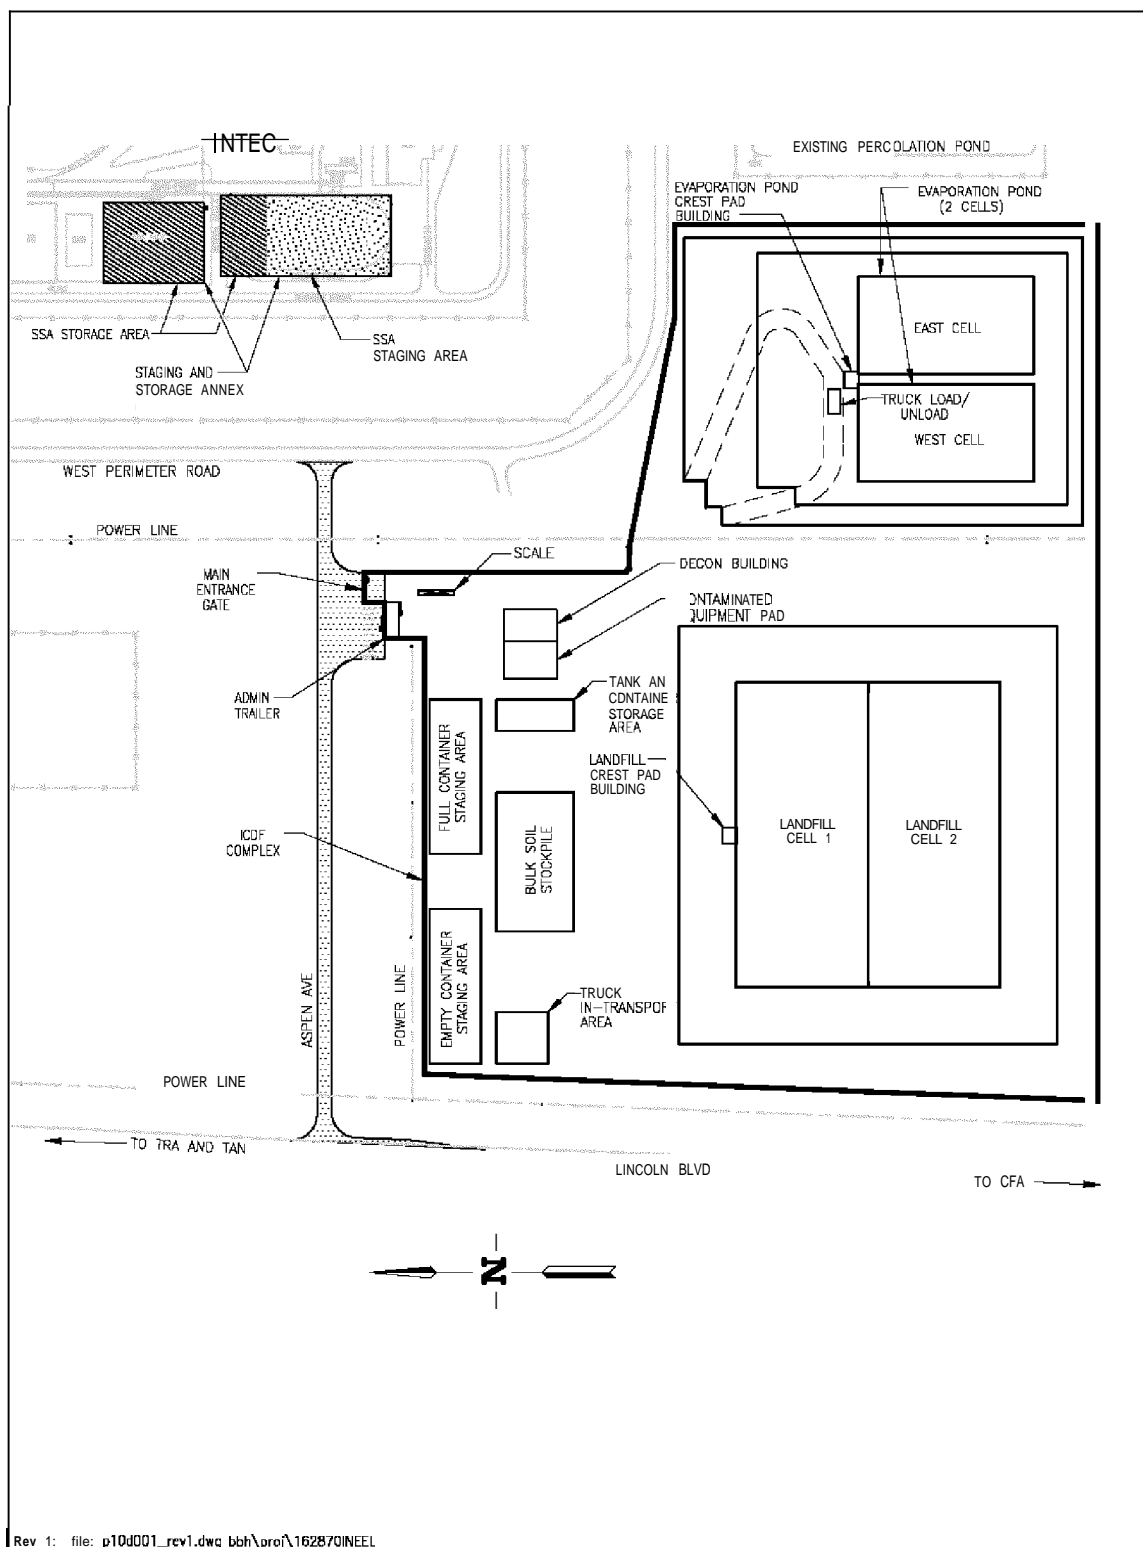 INTEC
EXISTING PERCOLATION POND
EVAPORATION POND
CREST PAD
BUILDING
EVAPORATION POND
(2 CELLS)
EAST CELL
SSA STORAGE AREA
SSA
STAGING AREA
STAGING AND
STORAGE ANNEX
TRUCK LOAD/
UNLOAD
WEST CELL
WEST PERIMETER ROAD
POWER LINE
SCALE
DECON BUILDING
MAIN
ENTRANCE
GATE
ONTAMINATED
QUIPMENT PAD
ADMIN
TRAILER
TANK AN
CONTAINE
STORAGE
AREA
FULL CONTAINER
STAGING AREA
LANDFILL
CREST PAD
BUILDING
ICDF
COMPLEX
BULK SOIL
STOCKPILE
LANDFILL
CELL 1
LANDFILL
CELL 2
ASPEN AVE
POWER LINE
EMPTY CONTAINER
STAGING AREA
TRUCK
IN-TRANSPOR
AREA
POWER LINE
TO TRA AND TAN
LINCOLN BLVD
TO CFA
N
Rev 1: file: p10d001_rev1.dwg bbh\proj\162870INEEL